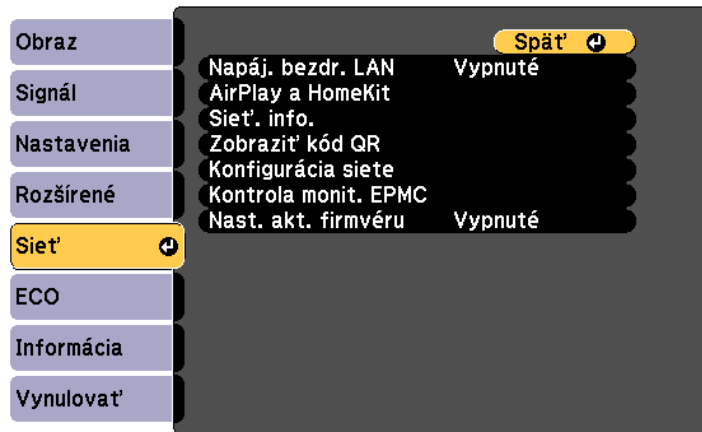 Obraz
Signál
Nastavenia
Rozšírené
Sieť
ECO
Informácia
Vynulovať
Späť
Napáj. bezdr. LAN Vypnuté
AirPlay a HomeKit
Sieť. info.
Zobraziť kód QR
Konfigurácia siete
Kontrola monit. EPMC
Nast. akt. firmvéru Vypnuté